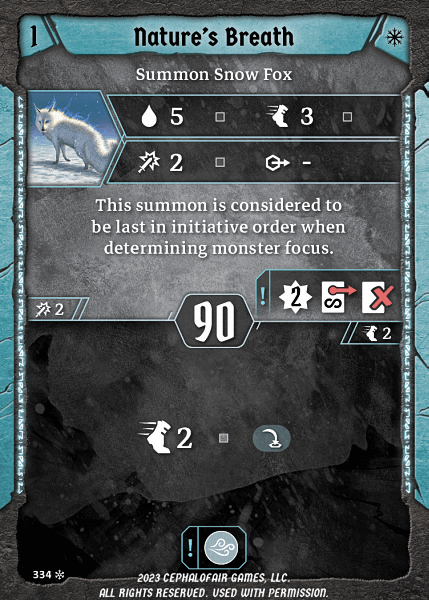 1 Nature's Breath
Summon Snow Fox
5 3
2 -
This summon is considered to
be last in initiative order when
determining monster focus.
! 2
2 90 2
2
!
334
2023 CEPHALOFAIR GAMES, LLC.
ALL RIGHTS RESERVED. USED WITH PERMISSION.